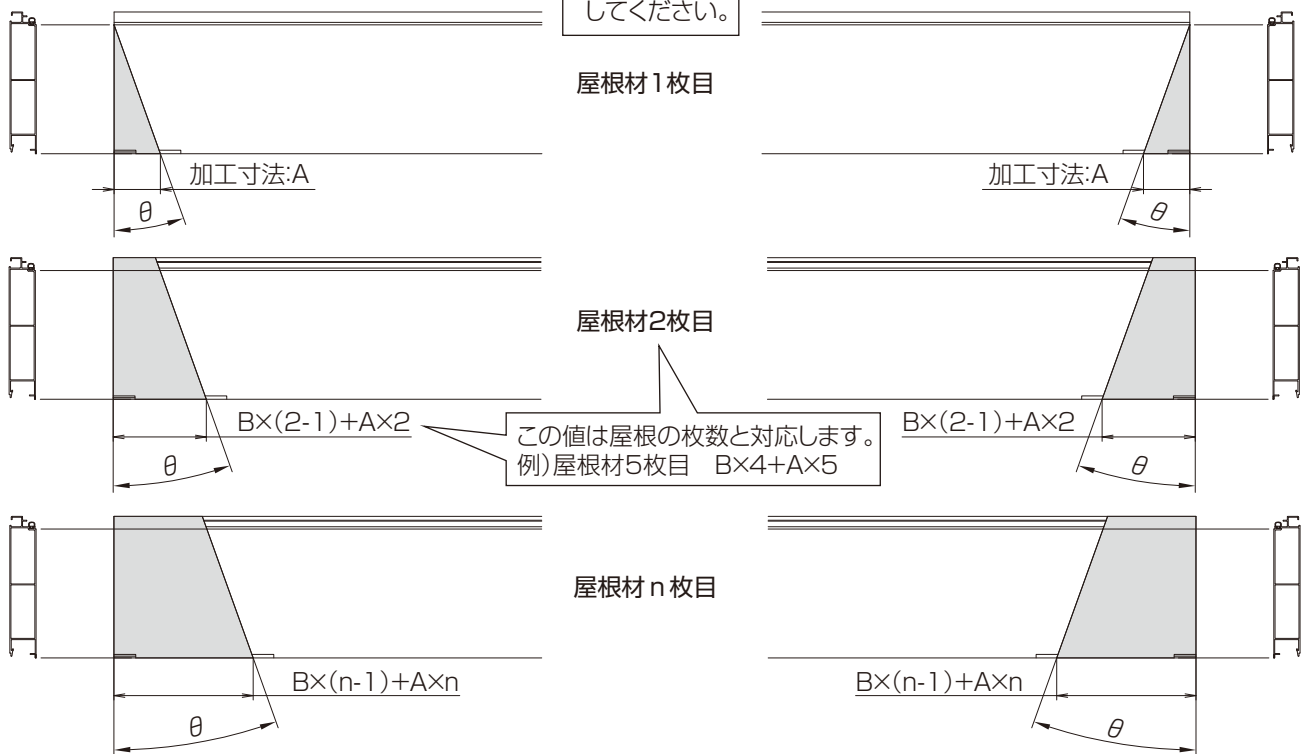 してください。
屋根材1枚目
加工寸法:A
加工寸法:A
θ
θ
屋根材2枚目
B×(2-1)+A×2
B×(2-1)+A×2
この値は屋根の枚数と対応します。
例)屋根材5枚目 B×4+A×5
θ
θ
屋根材n枚目
B×(n-1)+A×n
B×(n-1)+A×n
θ
θ